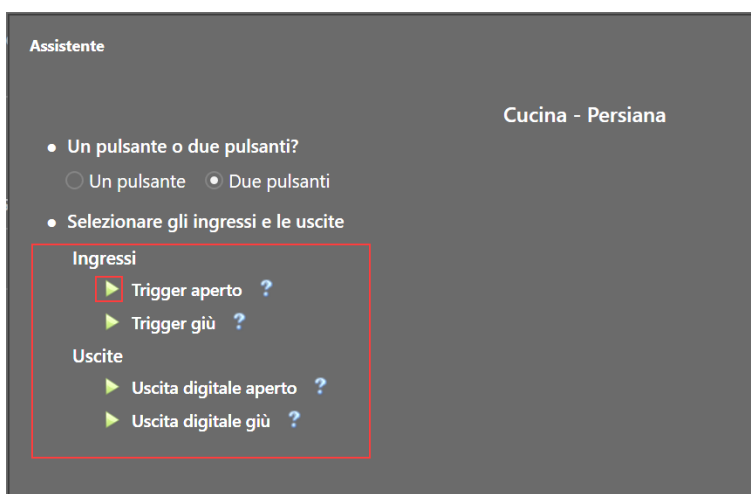 Assistente
Cucina - Persiana
Un pulsante o due pulsanti?
Un pulsante Due pulsanti
Selezionare gli ingressi e le uscite
Ingressi
Trigger aperto ?
Trigger giù ?
Uscite
Uscita digitale aperto ?
Uscita digitale giù ?